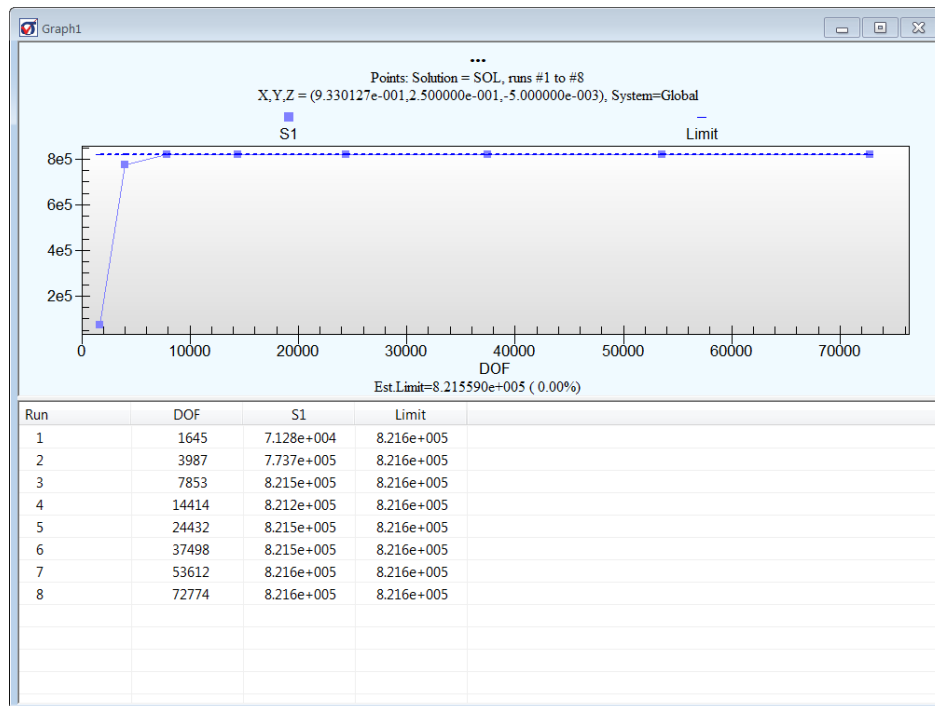 Graph1
...
Points: Solution = SOL, runs #1 to #8
X,Y,Z = (9.330127e-001,2.500000e-001,-5.000000e-003), System=Global
S1 Limit
8e5
6e5
4e5
2e5
0 10000 20000 30000 40000 50000 60000 70000
DOF
Est.Limit=8.215590e+005 ( 0.00%)
Run DOF S1 Limit
1 1645 7.128e+004 8.216e+005
2 3987 7.737e+005 8.216e+005
3 7853 8.215e+005 8.216e+005
4 14414 8.212e+005 8.216e+005
5 24432 8.215e+005 8.216e+005
6 37498 8.215e+005 8.216e+005
7 53612 8.216e+005 8.216e+005
8 72774 8.216e+005 8.216e+005